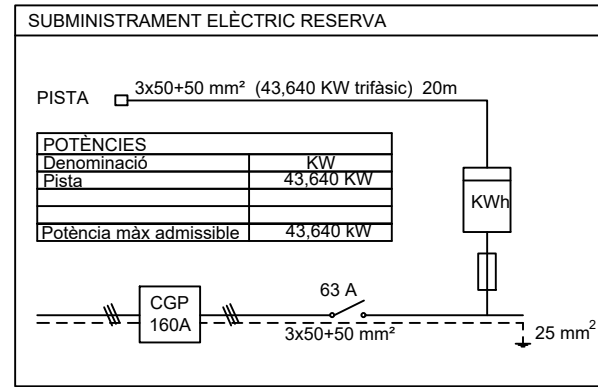 SUBMINISTRAMENT ELÈCTRIC RESERVA
PISTA 3x50+50 mm² (43,640 KW trifàsic) 20m
POTÈNCIES
Denominació KW
Pista 43,640 KW
Potència màx admissible 43,640 kW
KWh
63 A
CGP
160A
3x50+50 mm²
25 mm²